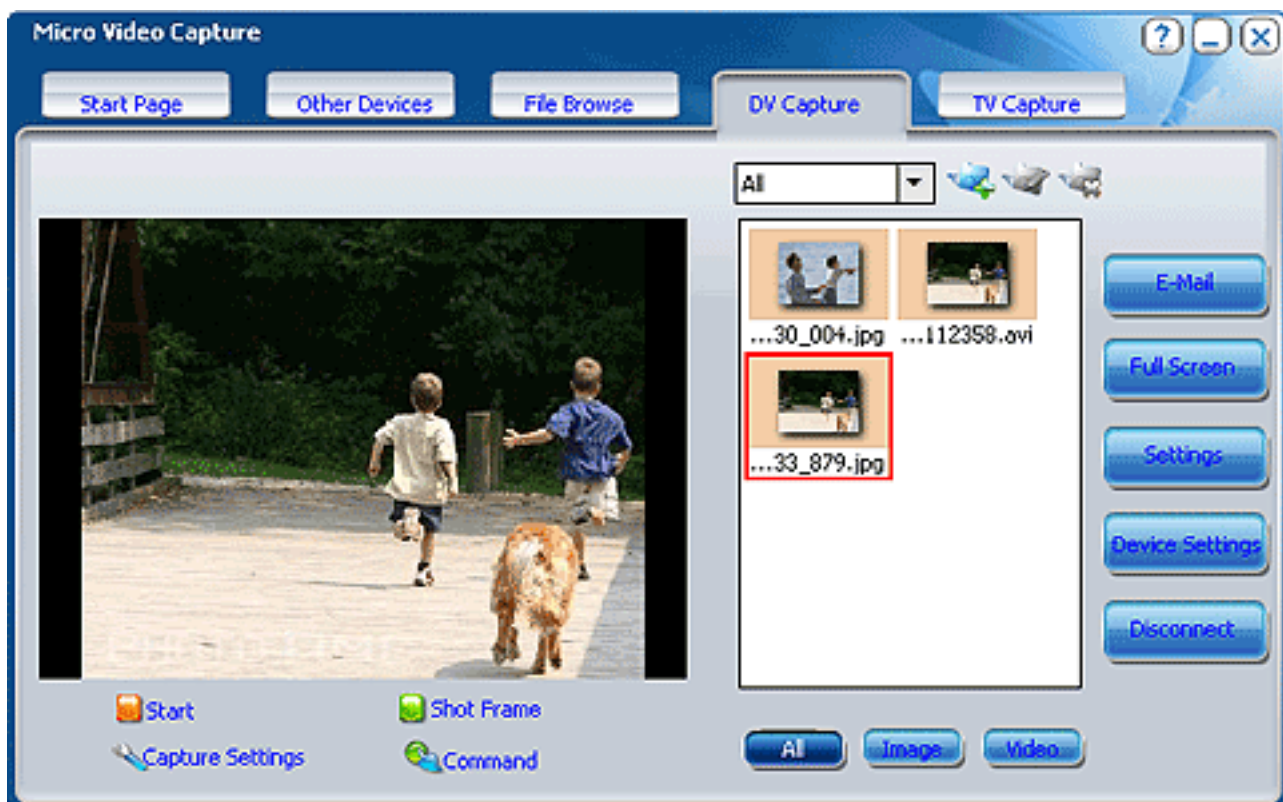 Micro Video Capture
?
Start Page
Other Devices
File Browse
DV Capture
TV Capture
All
...30_004.jpg
...112358.avi
...33_879.jpg
E-Mail
Full Screen
Settings
Device Settings
Disconnect
Start
Shot Frame
Capture Settings
Command
All
Image
Video